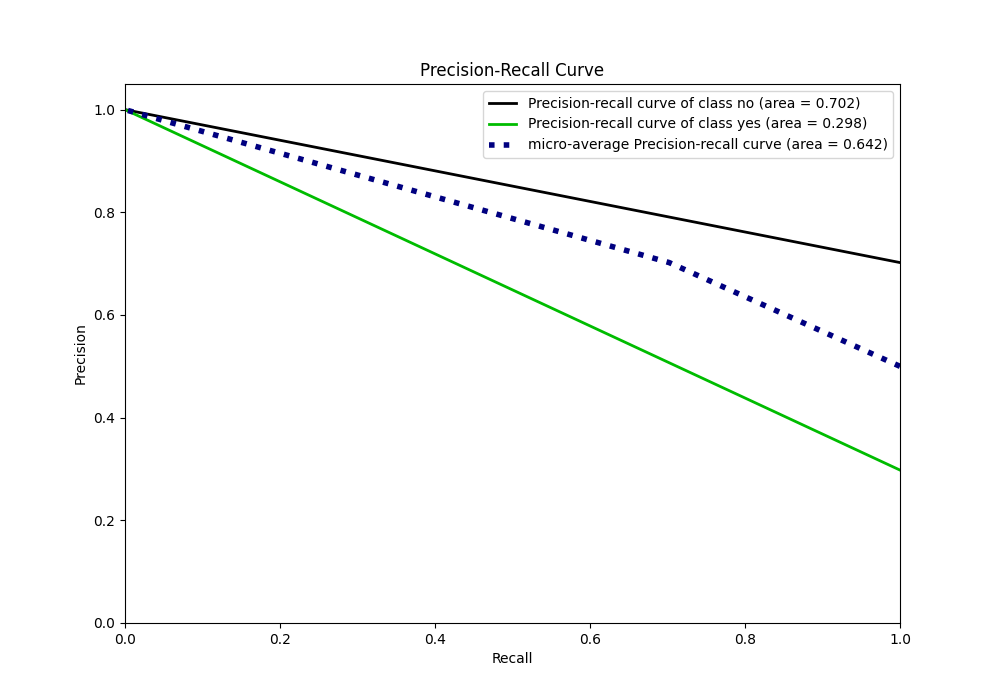 Precision-Recall Curve
Precision-recall curve of class no (area = 0.702)
Precision-recall curve of class yes (area = 0.298)
micro-average Precision-recall curve (area = 0.642)
Precision
1.0
0.8
0.6
0.4
0.2
0.0
0.0 0.2 0.4 0.6 0.8 1.0
Recall